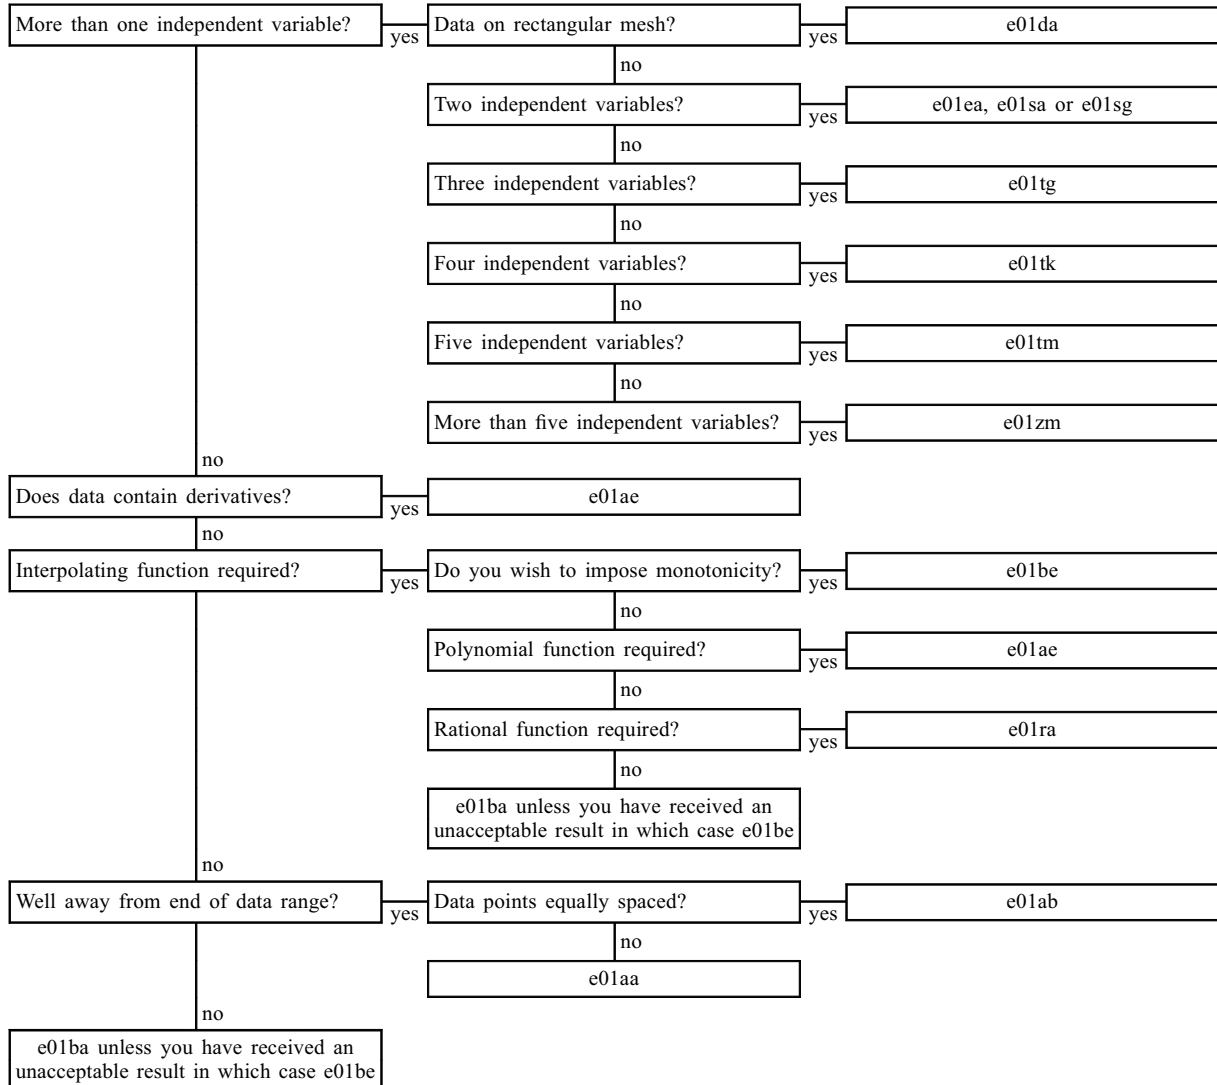 More than one independent variable?
yes
Data on rectangular mesh?
yes
e01da
no
Two independent variables?
yes
e01ea, e01sa or e01sg
no
Three independent variables?
yes
e01tg
no
Four independent variables?
yes
e01tk
no
Five independent variables?
yes
e01tm
no
More than five independent variables?
yes
e01zm
no
Does data contain derivatives?
yes
e01ae
no
Interpolating function required?
yes
Do you wish to impose monotonicity?
yes
e01be
no
Polynomial function required?
yes
e01ae
no
Rational function required?
yes
e01ra
no
e01ba unless you have received an
unacceptable result in which case e01be
no
Well away from end of data range?
yes
Data points equally spaced?
yes
e01ab
no
e01aa
no
e01ba unless you have received an
unacceptable result in which case e01be